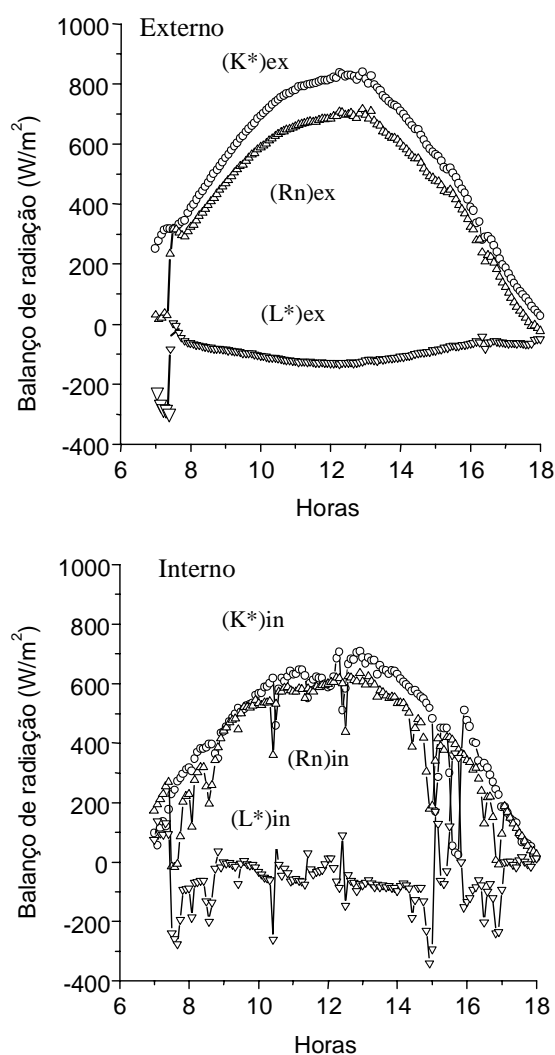 Externo
(K*)ex
(Rn)ex
(L*)ex
Balanço de radiação (W/m²)
1000
800
600
400
200
0
-200
-400
6 8 10 12 14 16 18
Horas
Interno
(K*)in
(Rn)in
(L*)in
Balanço de radiação (W/m²)
1000
800
600
400
200
0
-200
-400
6 8 10 12 14 16 18
Horas